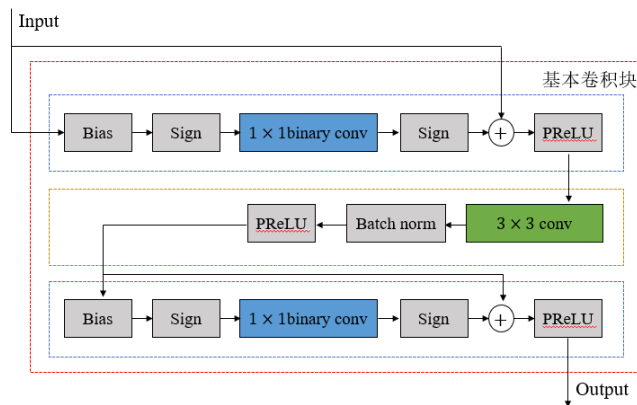 Input
基本卷积块
Bias
Sign
1 × 1binary conv
Sign
+
PReLU
PReLU
Batch norm
3 × 3 conv
Bias
Sign
1 × 1binary conv
Sign
+
PReLU
Output